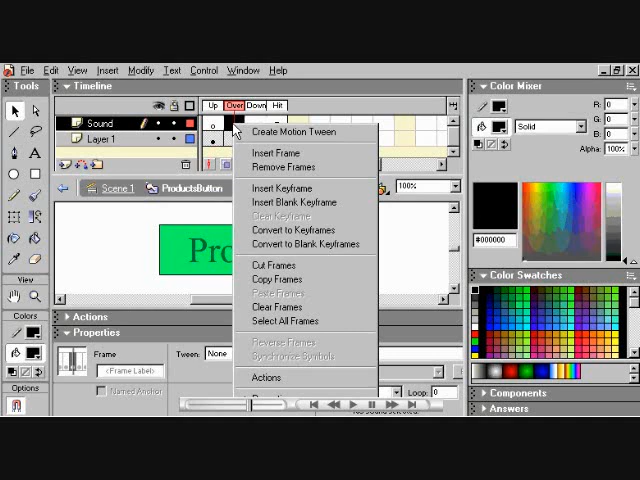 File Edit View Insert Modify Text Control Window Help
Tools
Timeline
Color Mixer
Up Over Down Hit
Sound
Layer 1
Create Motion Tween
Insert Frame
Remove Frames
Insert Keyframe
Insert Blank Keyframe
Clear Keyframe
Convert to Keyframes
Convert to Blank Keyframes
Cut Frames
Copy Frames
Paste Frames
Clear Frames
Select All Frames
Reverse Frames
Synchronize Symbols
Actions
Scene 1 ProductsButton
100%
Pro
R: 0
G: 0
B: 0
Alpha: 100%
Solid
#000000
View
Colors
Options
Color Swatches
Actions
Properties
Frame
Tween: None
<Frame Label>
Named Anchor
Loop: 0
Components
Answers